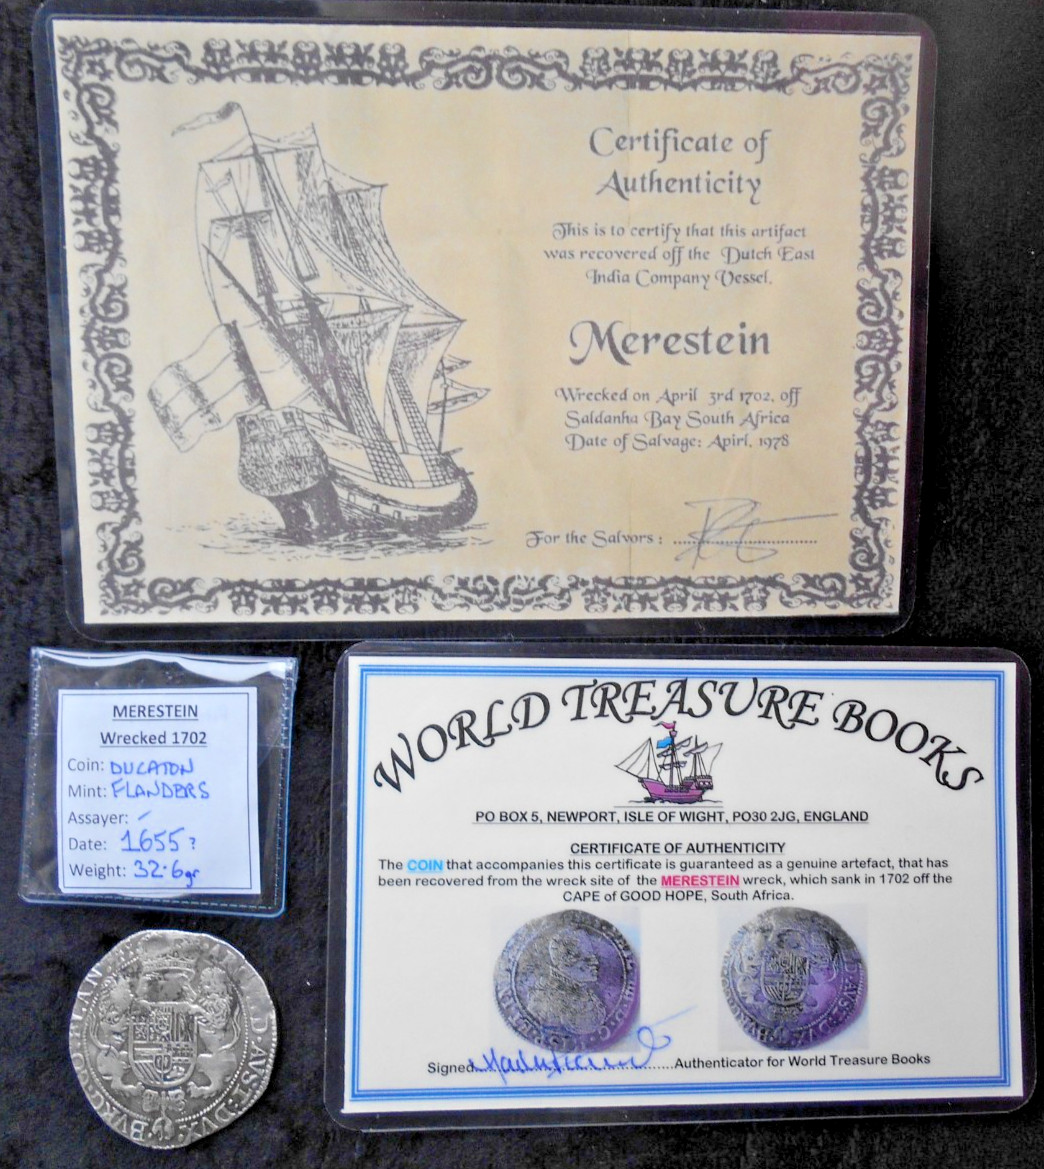 Certificate of
Authenticity
This is to certify that this artifact
was recovered off the Dutch East
India Company Vessel.
Merestein
Wrecked on April 3rd 1702, off
Saldanha Bay South Africa
Date of Salvage: Apirl, 1978
For the Salvors :
MERESTEIN
Wrecked 1702
Coin: DUCATON
Mint: FLANDERS
Assayer: -
Date: 1655?
Weight: 32.6gr
WORLD TREASURE BOOKS
PO BOX 5, NEWPORT, ISLE OF WIGHT, PO30 2JG, ENGLAND
CERTIFICATE OF AUTHENTICITY
The COIN that accompanies this certificate is guaranteed as a genuine artefact, that has
been recovered from the wreck site of the MERESTEIN wreck, which sank in 1702 off the
CAPE of GOOD HOPE, South Africa.
Signed Authenticator for World Treasure Books
AVST·DVX·BVRG